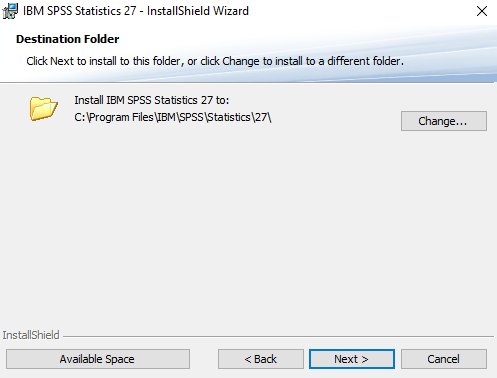 IBM SPSS Statistics 27 - InstallShield Wizard
Destination Folder
Click Next to install to this folder, or click Change to install to a different folder.
Install IBM SPSS Statistics 27 to:
C:\Program Files\IBM\SPSS\Statistics\27\
Change...
InstallShield
Available Space
< Back
Next >
Cancel